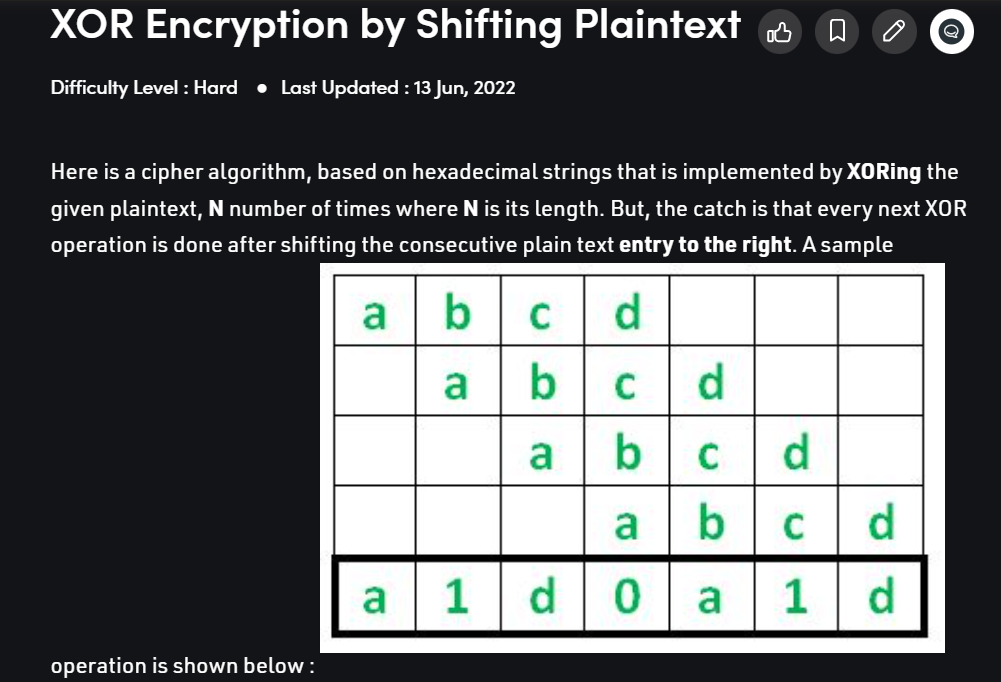 XOR Encryption by Shifting Plaintext
Difficulty Level : Hard ● Last Updated : 13 Jun, 2022
Here is a cipher algorithm, based on hexadecimal strings that is implemented by XORing the
given plaintext, N number of times where N is its length. But, the catch is that every next XOR
operation is done after shifting the consecutive plain text entry to the right. A sample
a b c d
a b c d
a b c d
a b c d
a 1 d 0 a 1 d
operation is shown below :